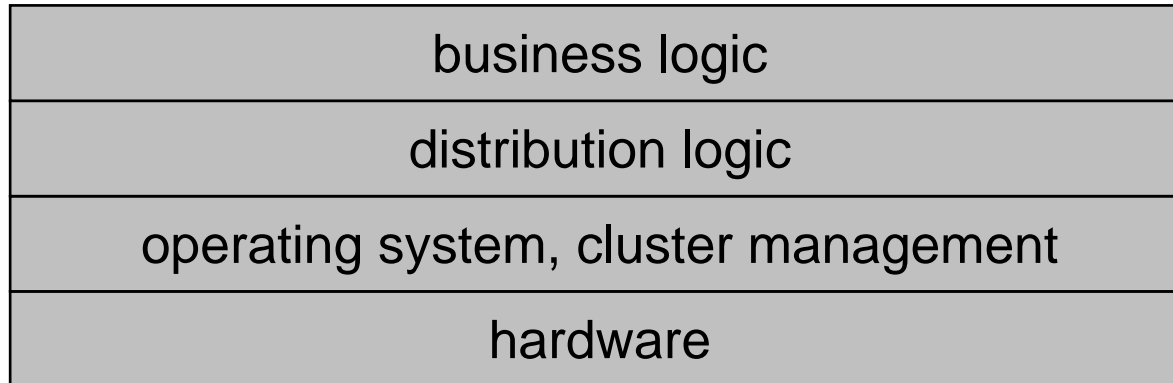 business logic
distribution logic
operating system, cluster management
hardware